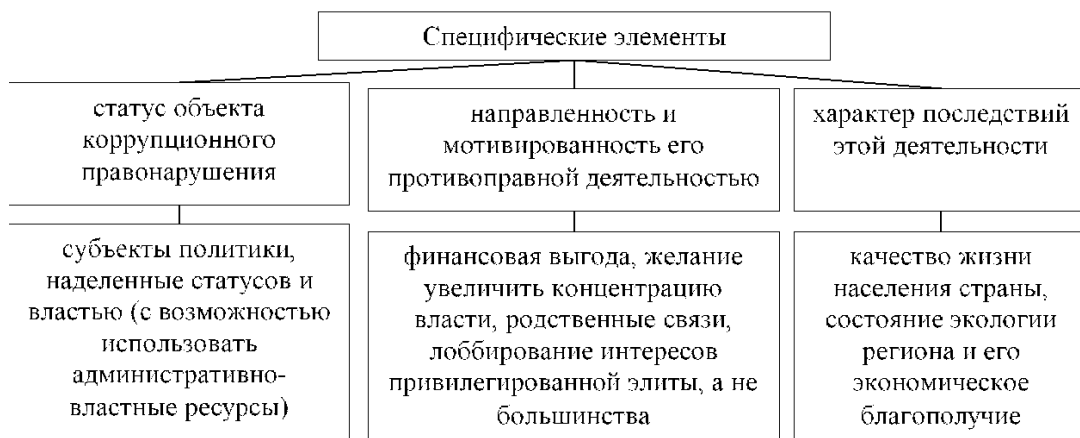 Специфические элементы
статус объекта
коррупционного
правонарушения
направленность и
мотивированность его
противоправной деятельностью
характер последствий
этой деятельности
субъекты политики,
наделенные статусов и
властью (с возможностью
использовать
административно-
властные ресурсы)
финансовая выгода, желание
увеличить концентрацию
власти, родственные связи,
лоббирование интересов
привилегированной элиты, а не
большинства
качество жизни
населения страны,
состояние экологии
региона и его
экономическое
благополучие